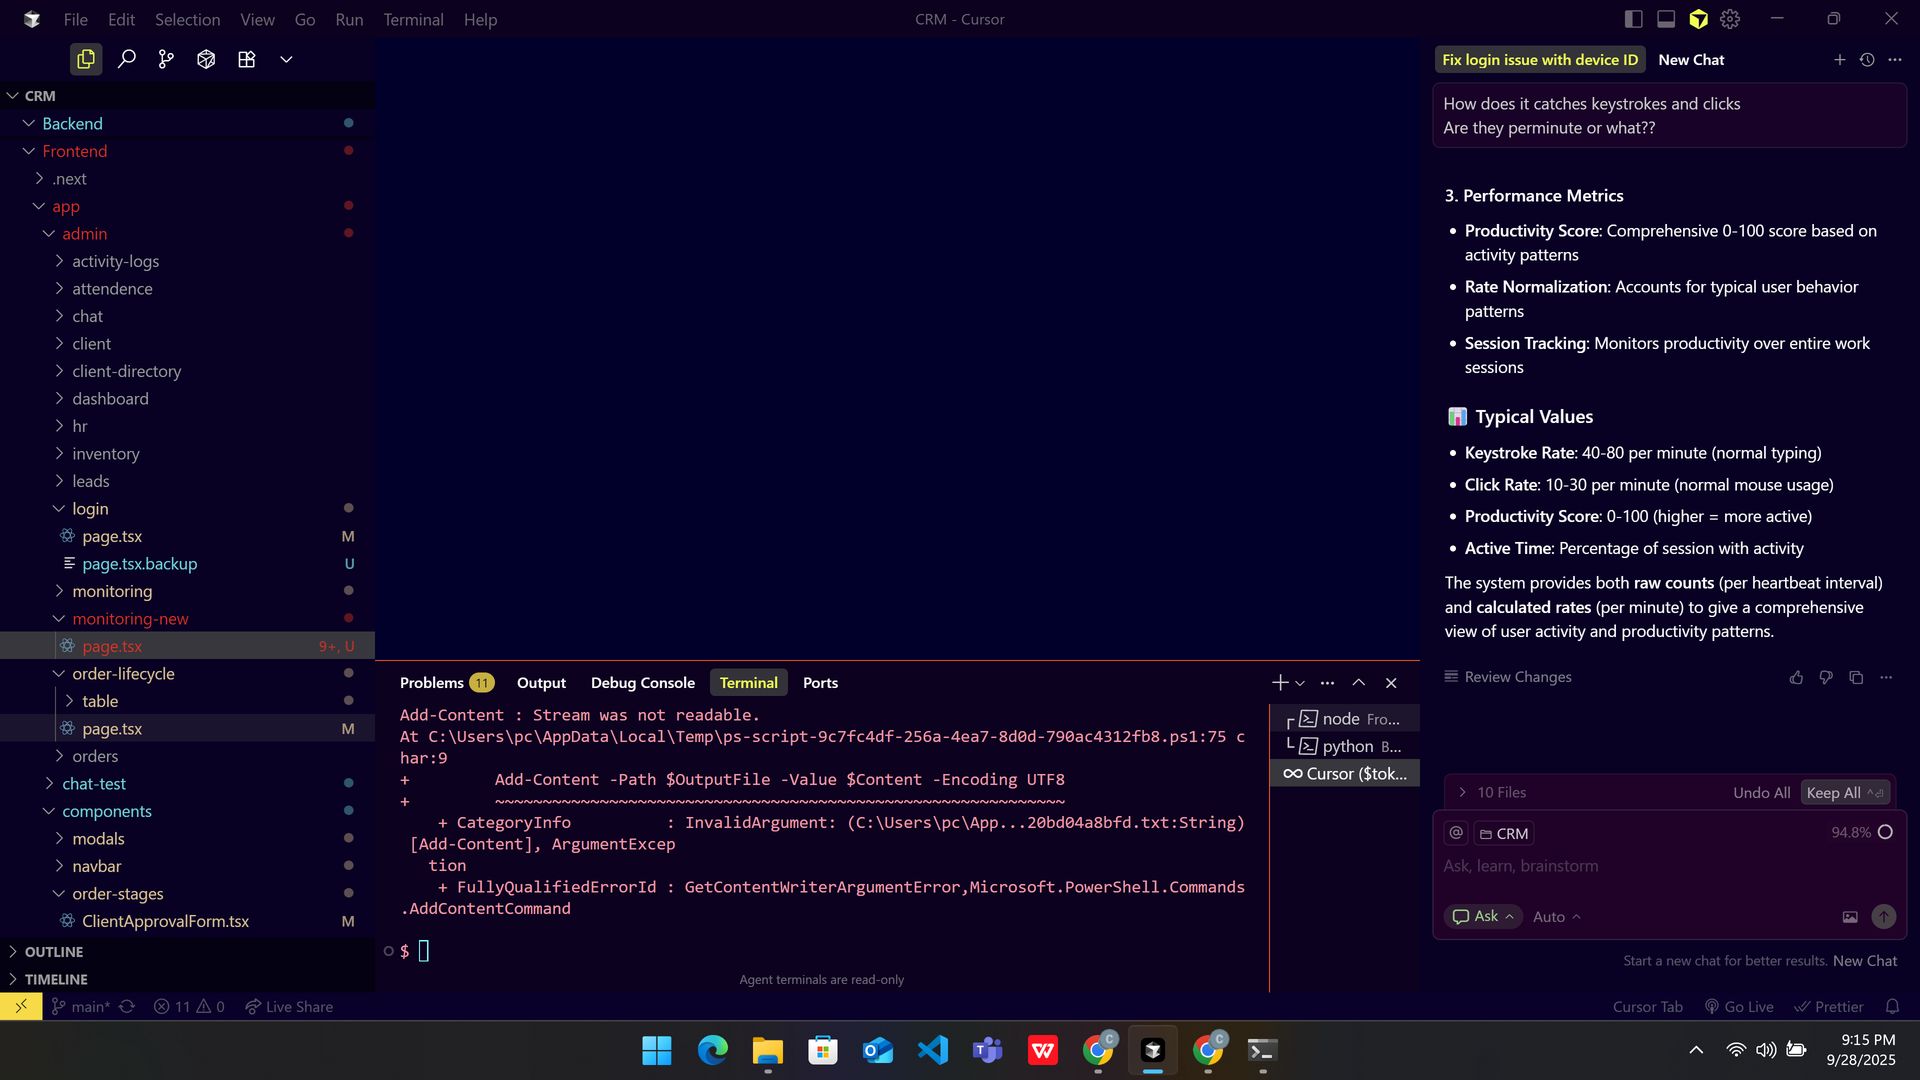 File Edit Selection View Go Run Terminal Help
CRM - Cursor
CRM
Backend
Frontend
.next
app
admin
activity-logs
attendence
chat
client
client-directory
dashboard
hr
inventory
leads
login
page.tsx M
page.tsx.backup U
monitoring
monitoring-new
page.tsx 9+, U
order-lifecycle
table
page.tsx M
orders
chat-test
components
modals
navbar
order-stages
ClientApprovalForm.tsx M
OUTLINE
TIMELINE
Problems 11 Output Debug Console Terminal Ports
Add-Content : Stream was not readable.
At C:\Users\pc\AppData\Local\Temp\ps-script-9c7fc4df-256a-4ea7-8d0d-790ac4312fb8.ps1:75 c
har:9
+         Add-Content -Path $OutputFile -Value $Content -Encoding UTF8
+         ~~~~~~~~~~~~~~~~~~~~~~~~~~~~~~~~~~~~~~~~~~~~~~~~~~~~~~~~~~~~
    + CategoryInfo          : InvalidArgument: (C:\Users\pc\App...20bd04a8bfd.txt:String)
 [Add-Content], ArgumentExcep
   tion
    + FullyQualifiedErrorId : GetContentWriterArgumentError,Microsoft.PowerShell.Commands
.AddContentCommand
$
Agent terminals are read-only
node Fro...
python B...
Cursor ($tok...
Fix login issue with device ID New Chat
How does it catches keystrokes and clicks
Are they perminute or what??
3. Performance Metrics
• Productivity Score: Comprehensive 0-100 score based on
activity patterns
• Rate Normalization: Accounts for typical user behavior
patterns
• Session Tracking: Monitors productivity over entire work
sessions
📊 Typical Values
• Keystroke Rate: 40-80 per minute (normal typing)
• Click Rate: 10-30 per minute (normal mouse usage)
• Productivity Score: 0-100 (higher = more active)
• Active Time: Percentage of session with activity
The system provides both raw counts (per heartbeat interval)
and calculated rates (per minute) to give a comprehensive
view of user activity and productivity patterns.
Review Changes
10 Files Undo All Keep All
@ CRM 94.8%
Ask, learn, brainstorm
Ask Auto
Start a new chat for better results. New Chat
main* 11 0 Live Share
Cursor Tab Go Live Prettier
9:15 PM
9/28/2025